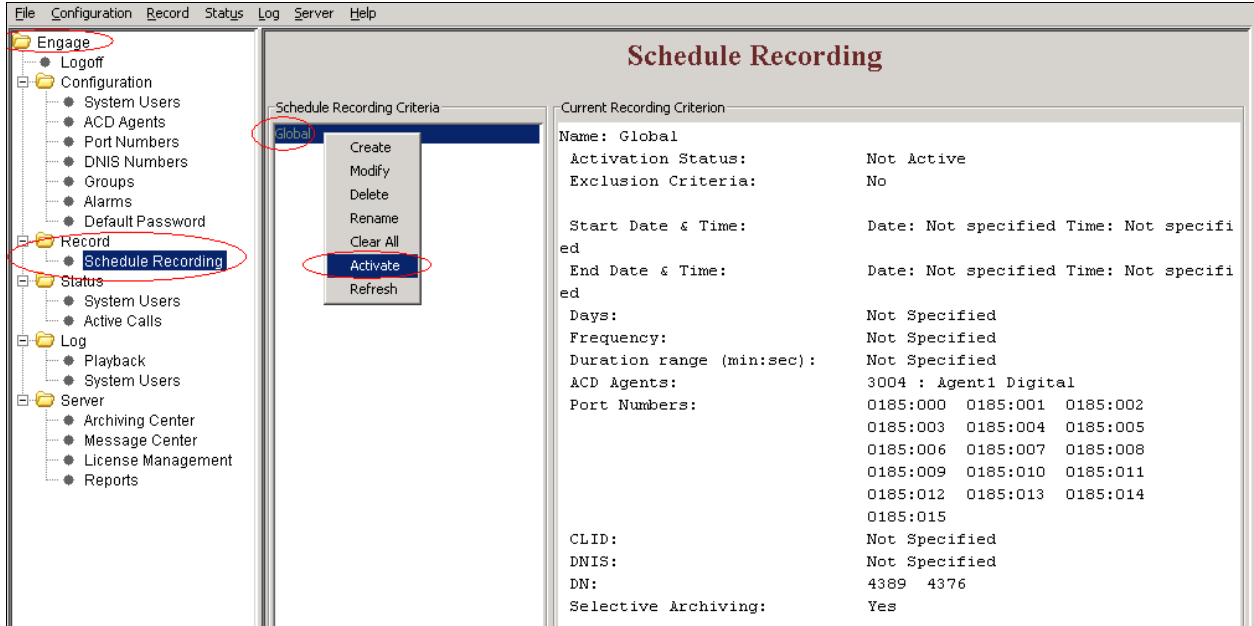 File Configuration Record Status Log Server Help
Engage
Logoff
Configuration
System Users
ACD Agents
Port Numbers
DNIS Numbers
Groups
Alarms
Default Password
Record
Schedule Recording
Status
System Users
Active Calls
Log
Playback
System Users
Server
Archiving Center
Message Center
License Management
Reports
Schedule Recording
Schedule Recording Criteria
Global
Create
Modify
Delete
Rename
Clear All
Activate
Refresh
Current Recording Criterion
Name: Global
Activation Status: Not Active
Exclusion Criteria: No
Start Date & Time: Date: Not specified Time: Not specifi
ed
End Date & Time: Date: Not specified Time: Not specifi
ed
Days: Not Specified
Frequency: Not Specified
Duration range (min:sec): Not Specified
ACD Agents: 3004 : Agent1 Digital
Port Numbers: 0185:000 0185:001 0185:002
0185:003 0185:004 0185:005
0185:006 0185:007 0185:008
0185:009 0185:010 0185:011
0185:012 0185:013 0185:014
0185:015
CLID: Not Specified
DNIS: Not Specified
DN: 4389 4376
Selective Archiving: Yes